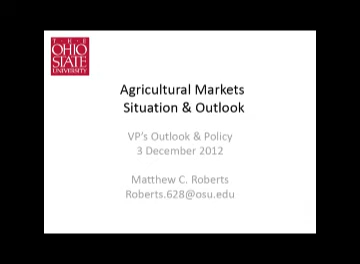 T · H · E
OHIO
STATE
UNIVERSITY
Agricultural Markets
Situation & Outlook
VP's Outlook & Policy
3 December 2012
Matthew C. Roberts
Roberts.628@osu.edu